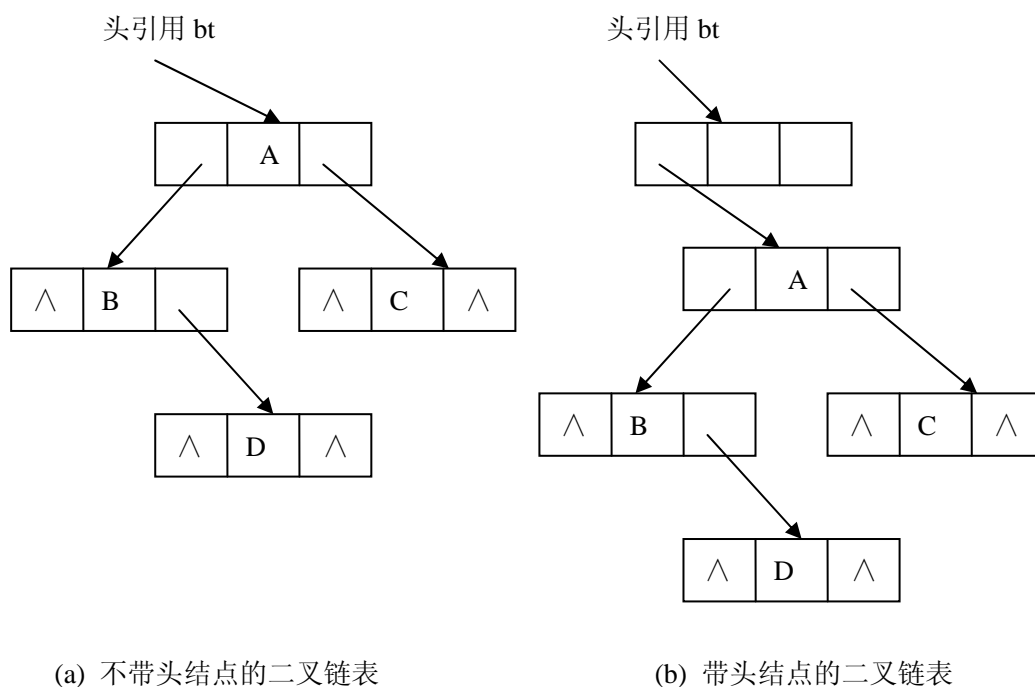 头引用 bt
头引用 bt
A
A
∧ B
∧ C ∧
∧ B
∧ C ∧
∧ D ∧
∧ D ∧
(a) 不带头结点的二叉链表
(b) 带头结点的二叉链表